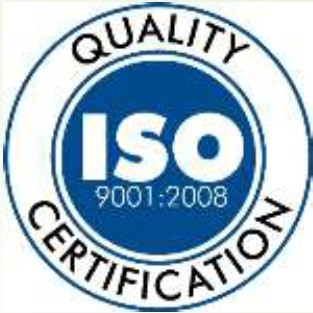 QUALITY
ISO
9001:2008
CERTIFICATION